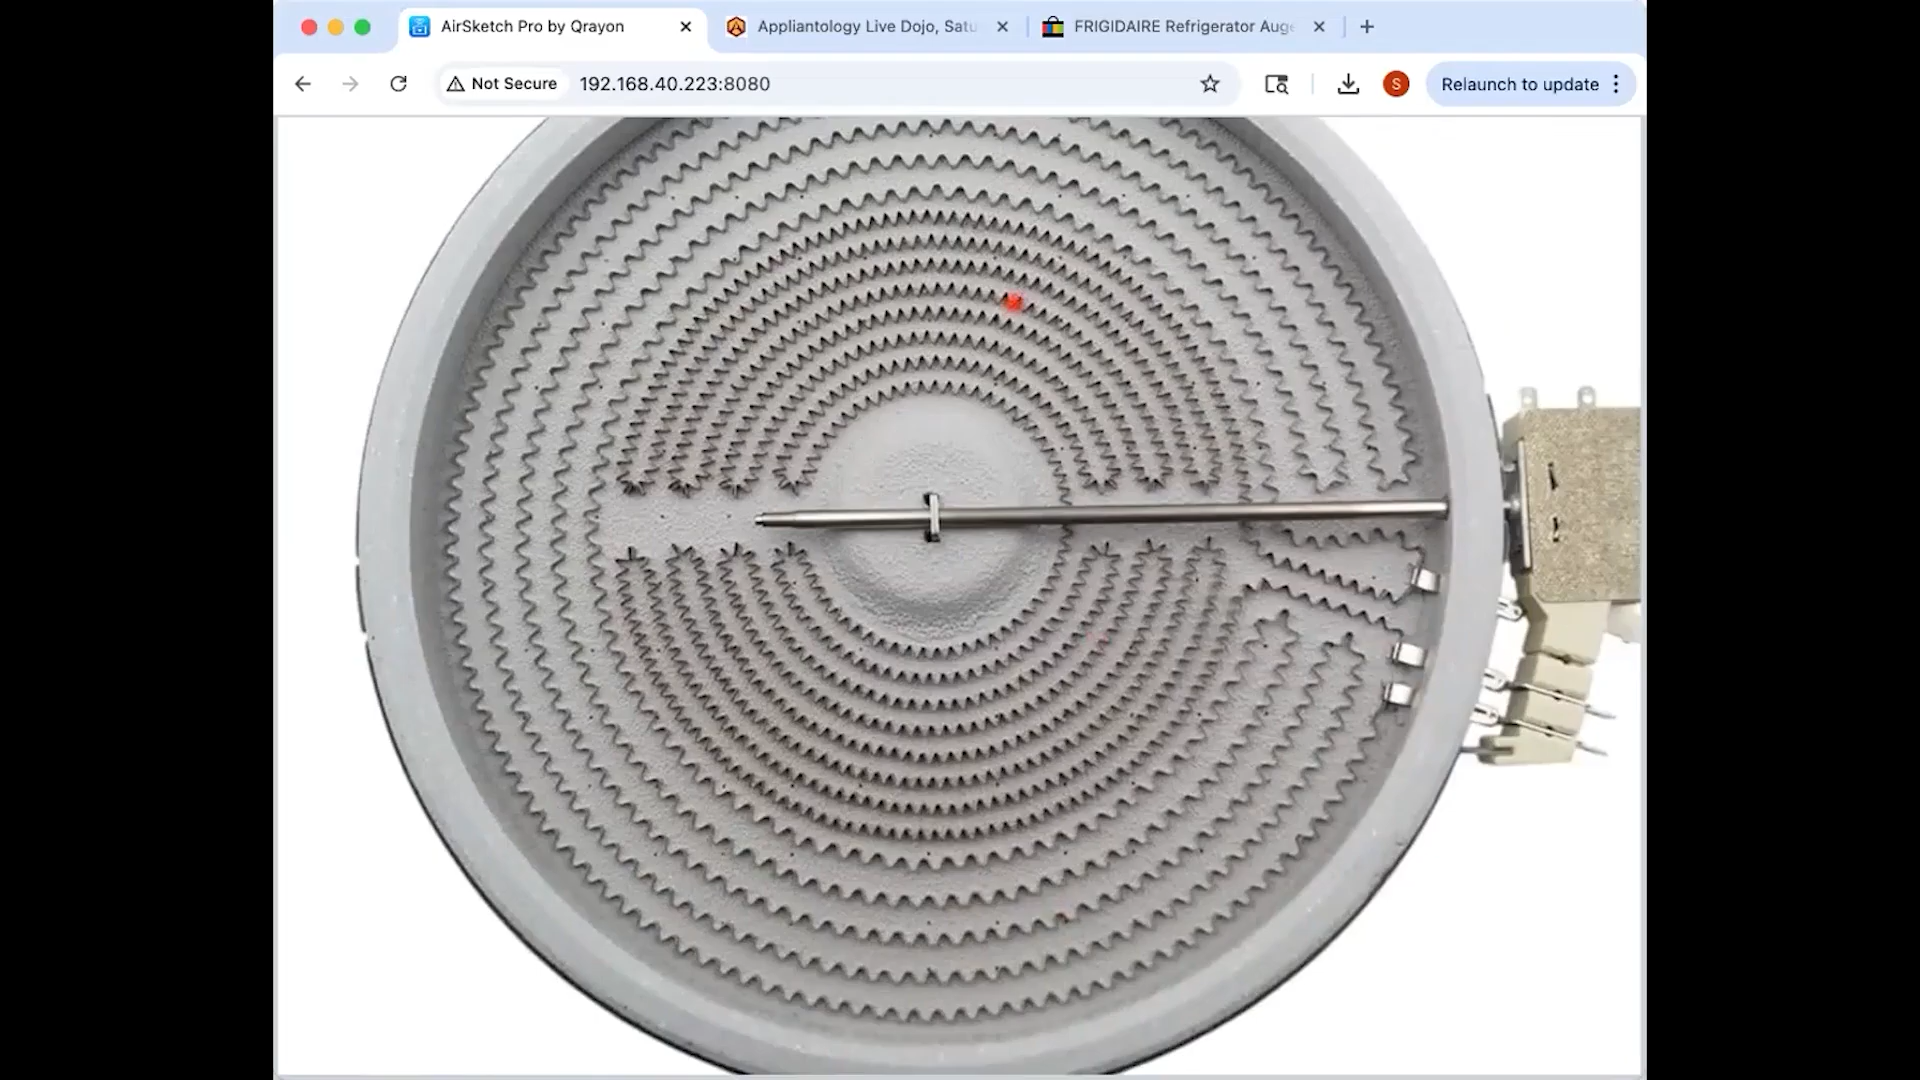 AirSketch Pro by Qrayon
Appliantology Live Dojo, Satu
FRIGIDAIRE Refrigerator Auge
Not Secure
192.168.40.223:8080
S
Relaunch to update